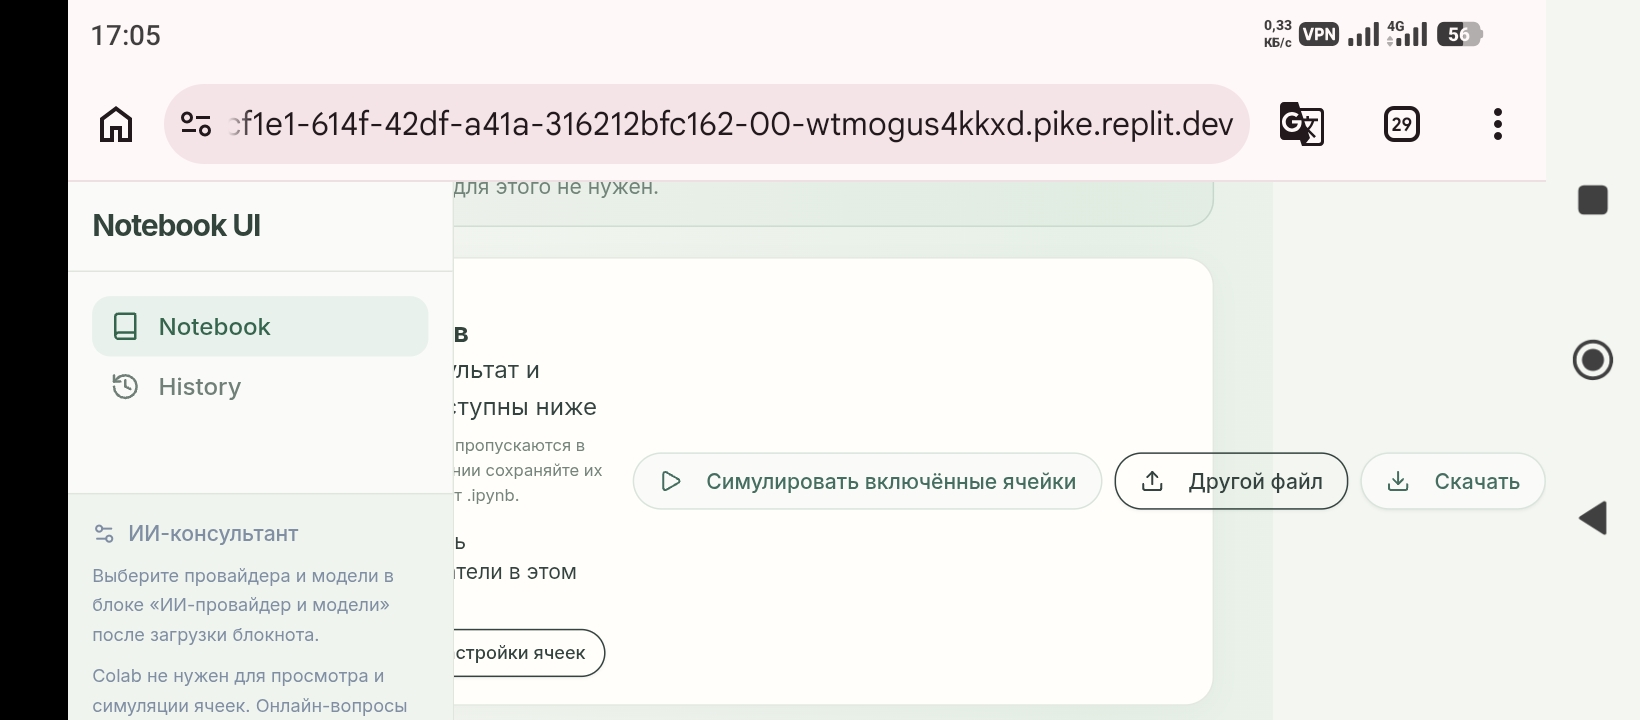 17:05
0,33
КБ/с
VPN
4G
56
cf1e1-614f-42df-a41a-316212bfc162-00-wtmogus4kkxd.pike.replit.dev
G
文
29
для этого не нужен.
Notebook UI
Notebook
History
в
ультат и
ступны ниже
пропускаются в
нии сохраняйте их
т .ipynb.
Симулировать включённые ячейки
Другой файл
Скачать
ь
атели в этом
стройки ячеек
ИИ-консультант
Выберите провайдера и модели в
блоке «ИИ-провайдер и модели»
после загрузки блокнота.
Colab не нужен для просмотра и
симуляции ячеек. Онлайн-вопросы